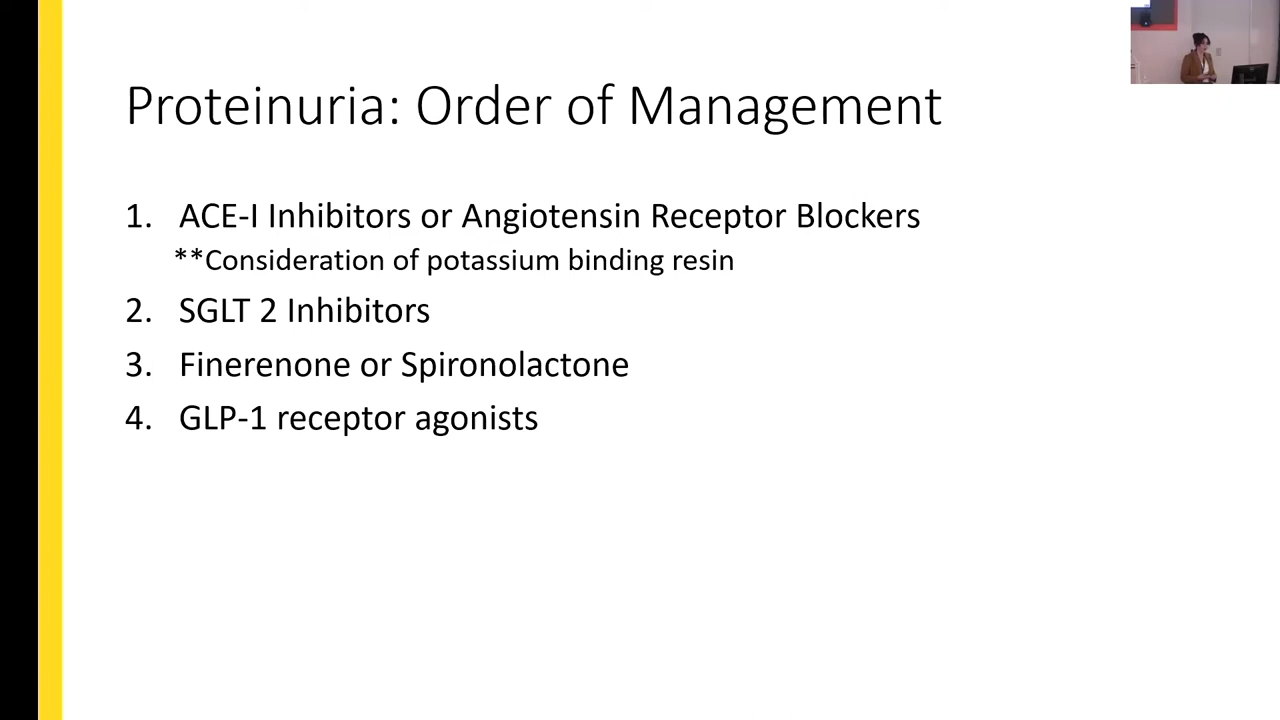 Proteinuria: Order of Management
1. ACE-I Inhibitors or Angiotensin Receptor Blockers
**Consideration of potassium binding resin
2. SGLT 2 Inhibitors
3. Finerenone or Spironolactone
4. GLP-1 receptor agonists